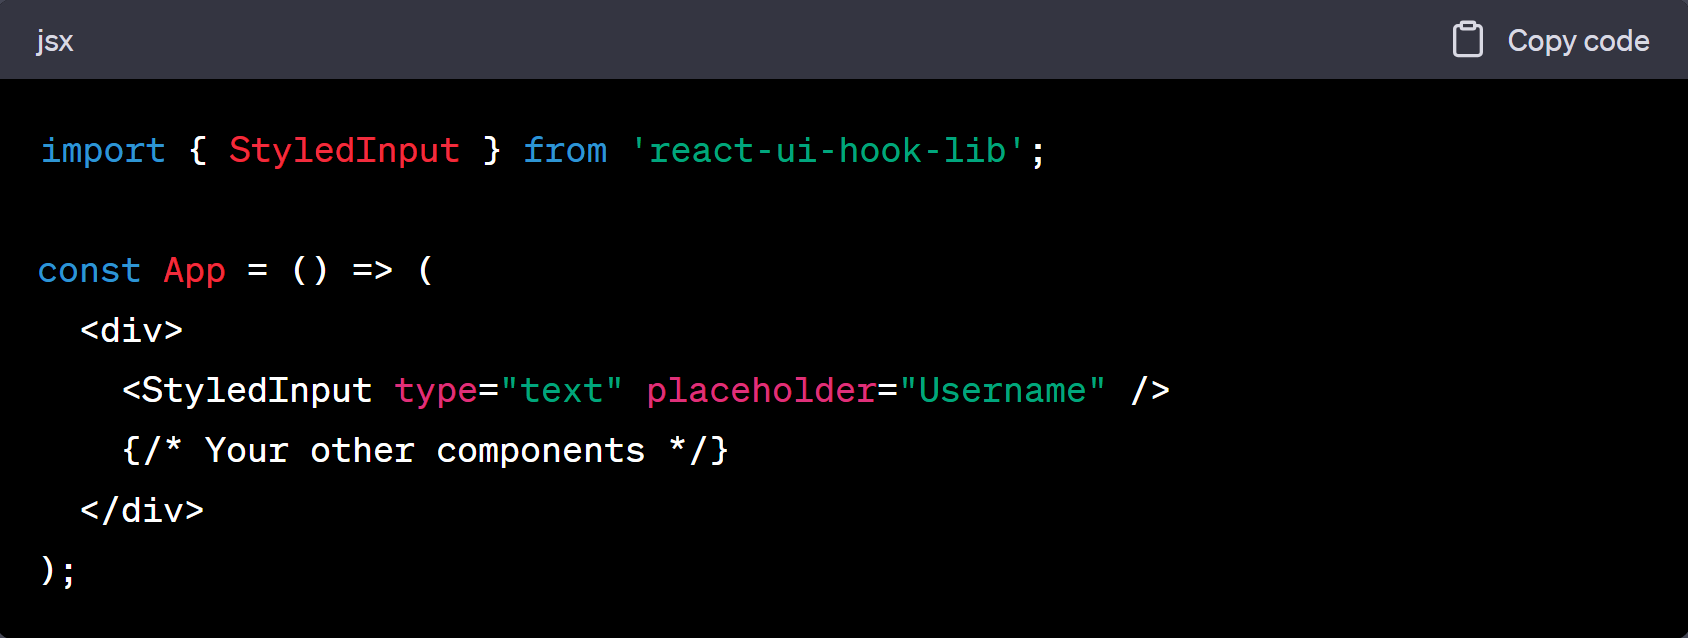 jsx
Copy code
import { StyledInput } from 'react-ui-hook-lib';
const App = () => (
<div>
<StyledInput type="text" placeholder="Username" />
{/* Your other components */}
</div>
);